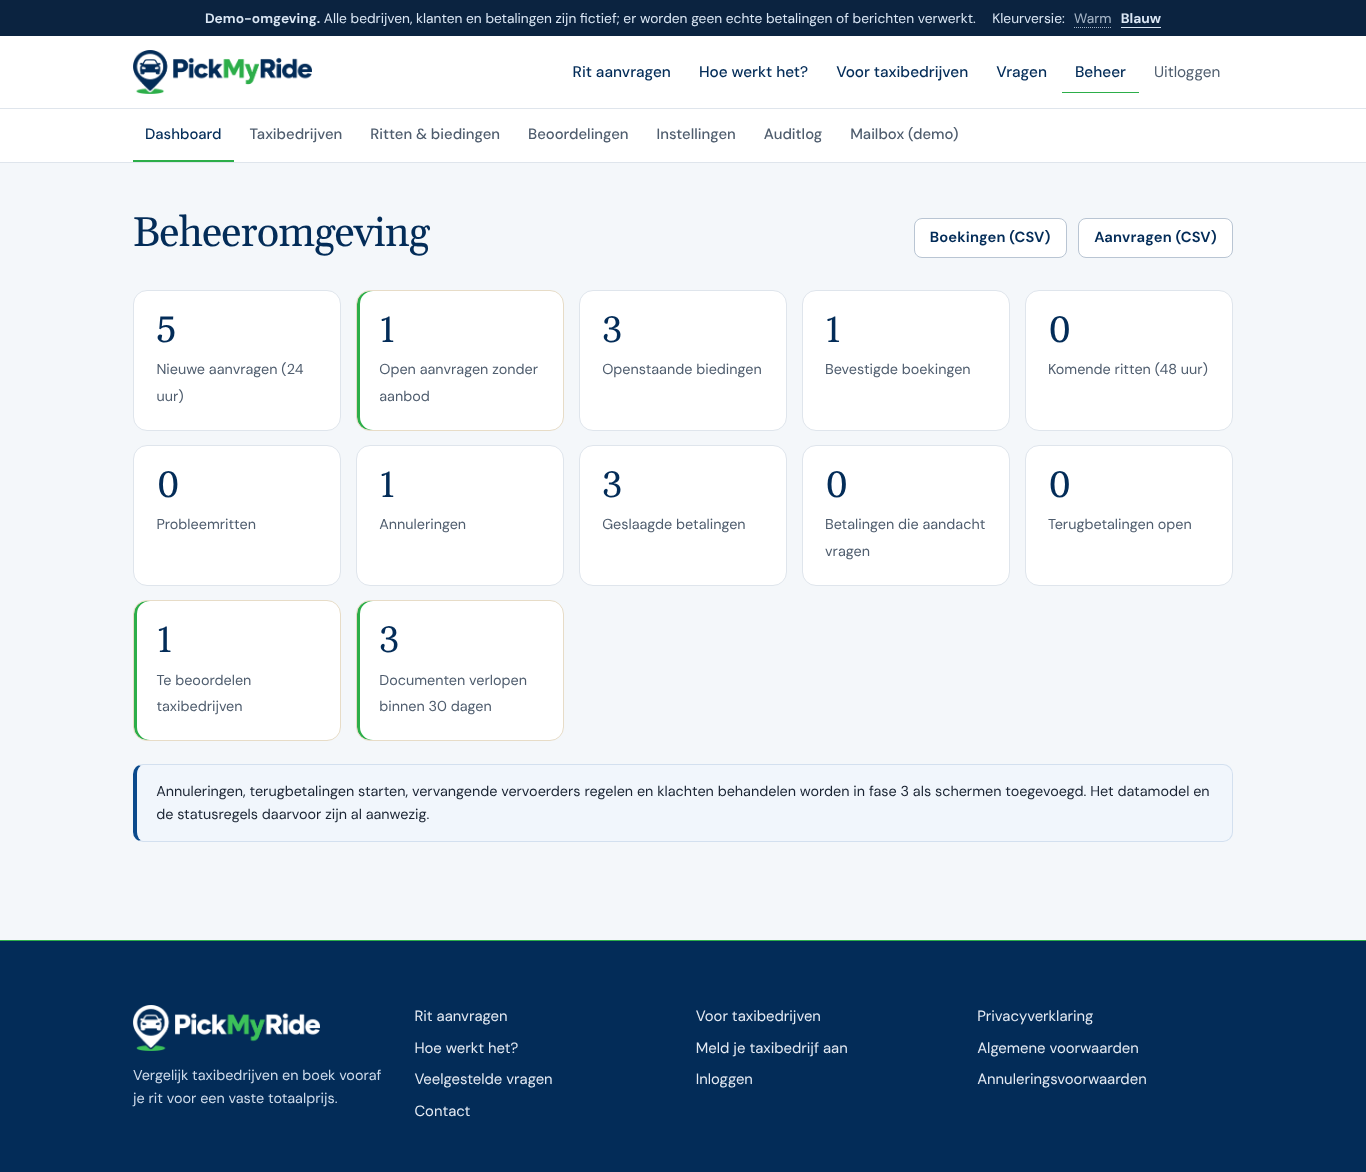 Demo-omgeving. Alle bedrijven, klanten en betalingen zijn fictief; er worden geen echte betalingen of berichten verwerkt. Kleurversie: Warm Blauw
PickMyRide Rit aanvragen Hoe werkt het? Voor taxibedrijven Vragen Beheer Uitloggen
Dashboard Taxibedrijven Ritten & biedingen Beoordelingen Instellingen Auditlog Mailbox (demo)
Beheeromgeving
Boekingen (CSV) Aanvragen (CSV)
5
Nieuwe aanvragen (24
uur)
1
Open aanvragen zonder
aanbod
3
Openstaande biedingen
1
Bevestigde boekingen
0
Komende ritten (48 uur)
0
Probleemritten
1
Annuleringen
3
Geslaagde betalingen
0
Betalingen die aandacht
vragen
0
Terugbetalingen open
1
Te beoordelen
taxibedrijven
3
Documenten verlopen
binnen 30 dagen
Annuleringen, terugbetalingen starten, vervangende vervoerders regelen en klachten behandelen worden in fase 3 als schermen toegevoegd. Het datamodel en
de statusregels daarvoor zijn al aanwezig.
PickMyRide
Vergelijk taxibedrijven en boek vooraf
je rit voor een vaste totaalprijs.
Rit aanvragen
Hoe werkt het?
Veelgestelde vragen
Contact
Voor taxibedrijven
Meld je taxibedrijf aan
Inloggen
Privacyverklaring
Algemene voorwaarden
Annuleringsvoorwaarden